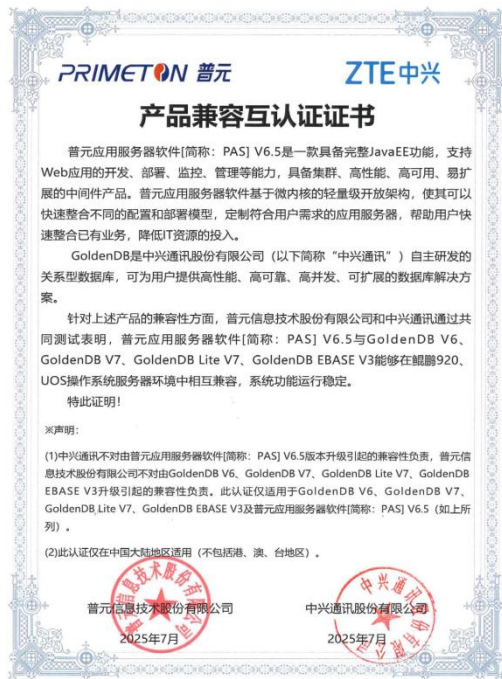 PRIMETON 普元
ZTE中兴
产品兼容互认证证书
普元应用服务器软件[简称：PAS] V6.5是一款具备完整JavaEE功能，支持
Web应用的开发、部署、监控、管理等能力，具备集群、高性能、高可用、易扩
展的中间件产品。普元应用服务器软件基于微内核的轻量级开放架构，使其可以
快速整合不同的配置和部署模型，定制符合用户需求的应用服务器，帮助用户快
速整合已有业务，降低IT资源的投入。
GoldenDB是中兴通讯股份有限公司（以下简称“中兴通讯”）自主研发的
关系型数据库，可为用户提供高性能、高可靠、高并发、可扩展的数据库解决方
案。
针对上述产品的兼容性方面，普元信息技术股份有限公司和中兴通讯通过共
同测试表明，普元应用服务器软件[简称：PAS] V6.5与GoldenDB V6、
GoldenDB V7、GoldenDB Lite V7、GoldenDB EBASE V3能够在鲲鹏920、
UOS操作系统服务器环境中相互兼容，系统功能运行稳定。
特此证明！
※声明：
(1)中兴通讯不对由普元应用服务器软件[简称：PAS] V6.5版本升级引起的兼容性负责，普元信
息技术股份有限公司不对由GoldenDB V6、GoldenDB V7、GoldenDB Lite V7、GoldenDB
EBASE V3升级引起的兼容性负责。此认证仅适用于GoldenDB V6、GoldenDB V7、
GoldenDB Lite V7、GoldenDB EBASE V3及普元应用服务器软件[简称：PAS] V6.5（如上所
列）。
(2)此认证仅在中国大陆地区适用（不包括港、澳、台地区）。
普元信息技术股份有限公司
中兴通讯股份有限公司
2025年7月
2025年7月